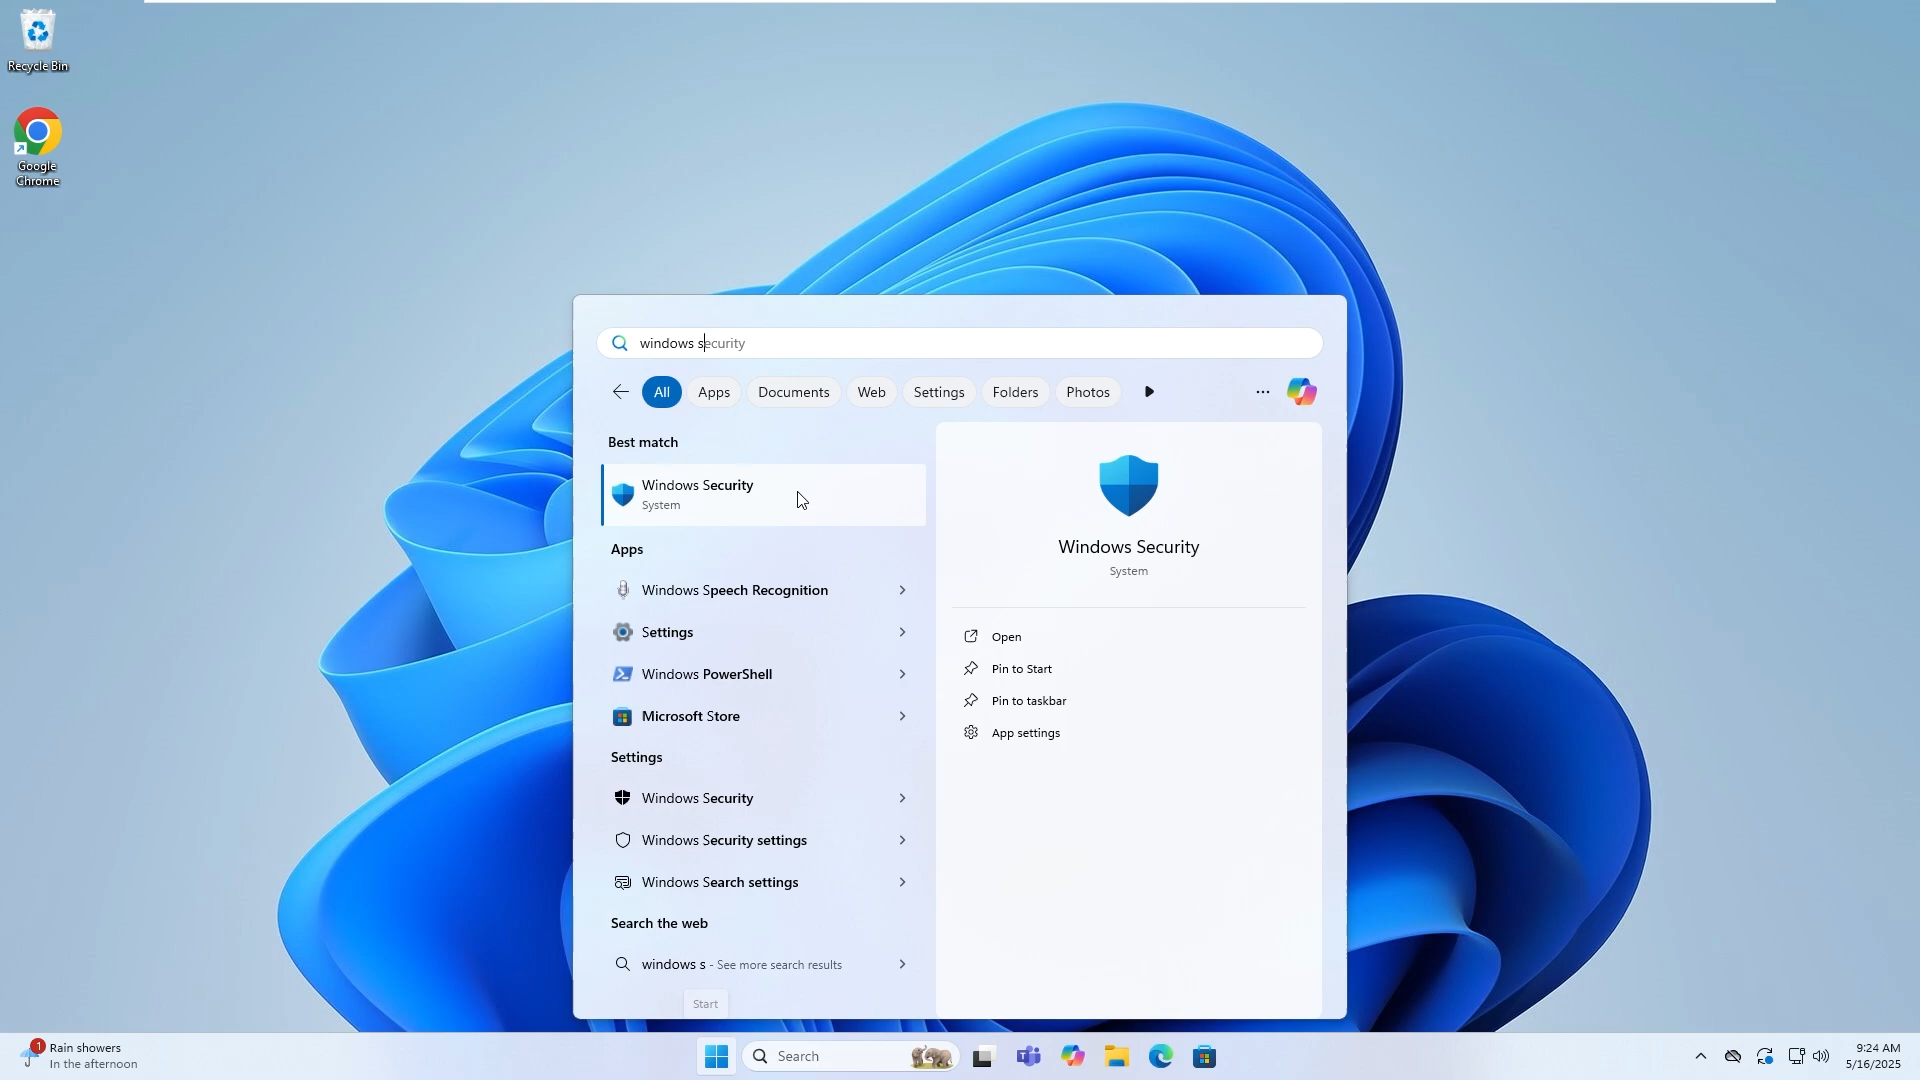 Recycle Bin
Google
Chrome
windows security
All
Apps
Documents
Web
Settings
Folders
Photos
Best match
Windows Security
System
Apps
Windows Speech Recognition
Settings
Windows PowerShell
Microsoft Store
Settings
Windows Security
Windows Security settings
Windows Search settings
Search the web
windows s - See more search results
Windows Security
System
Open
Pin to Start
Pin to taskbar
App settings
Start
1
Rain showers
In the afternoon
Search
9:24 AM
5/16/2025